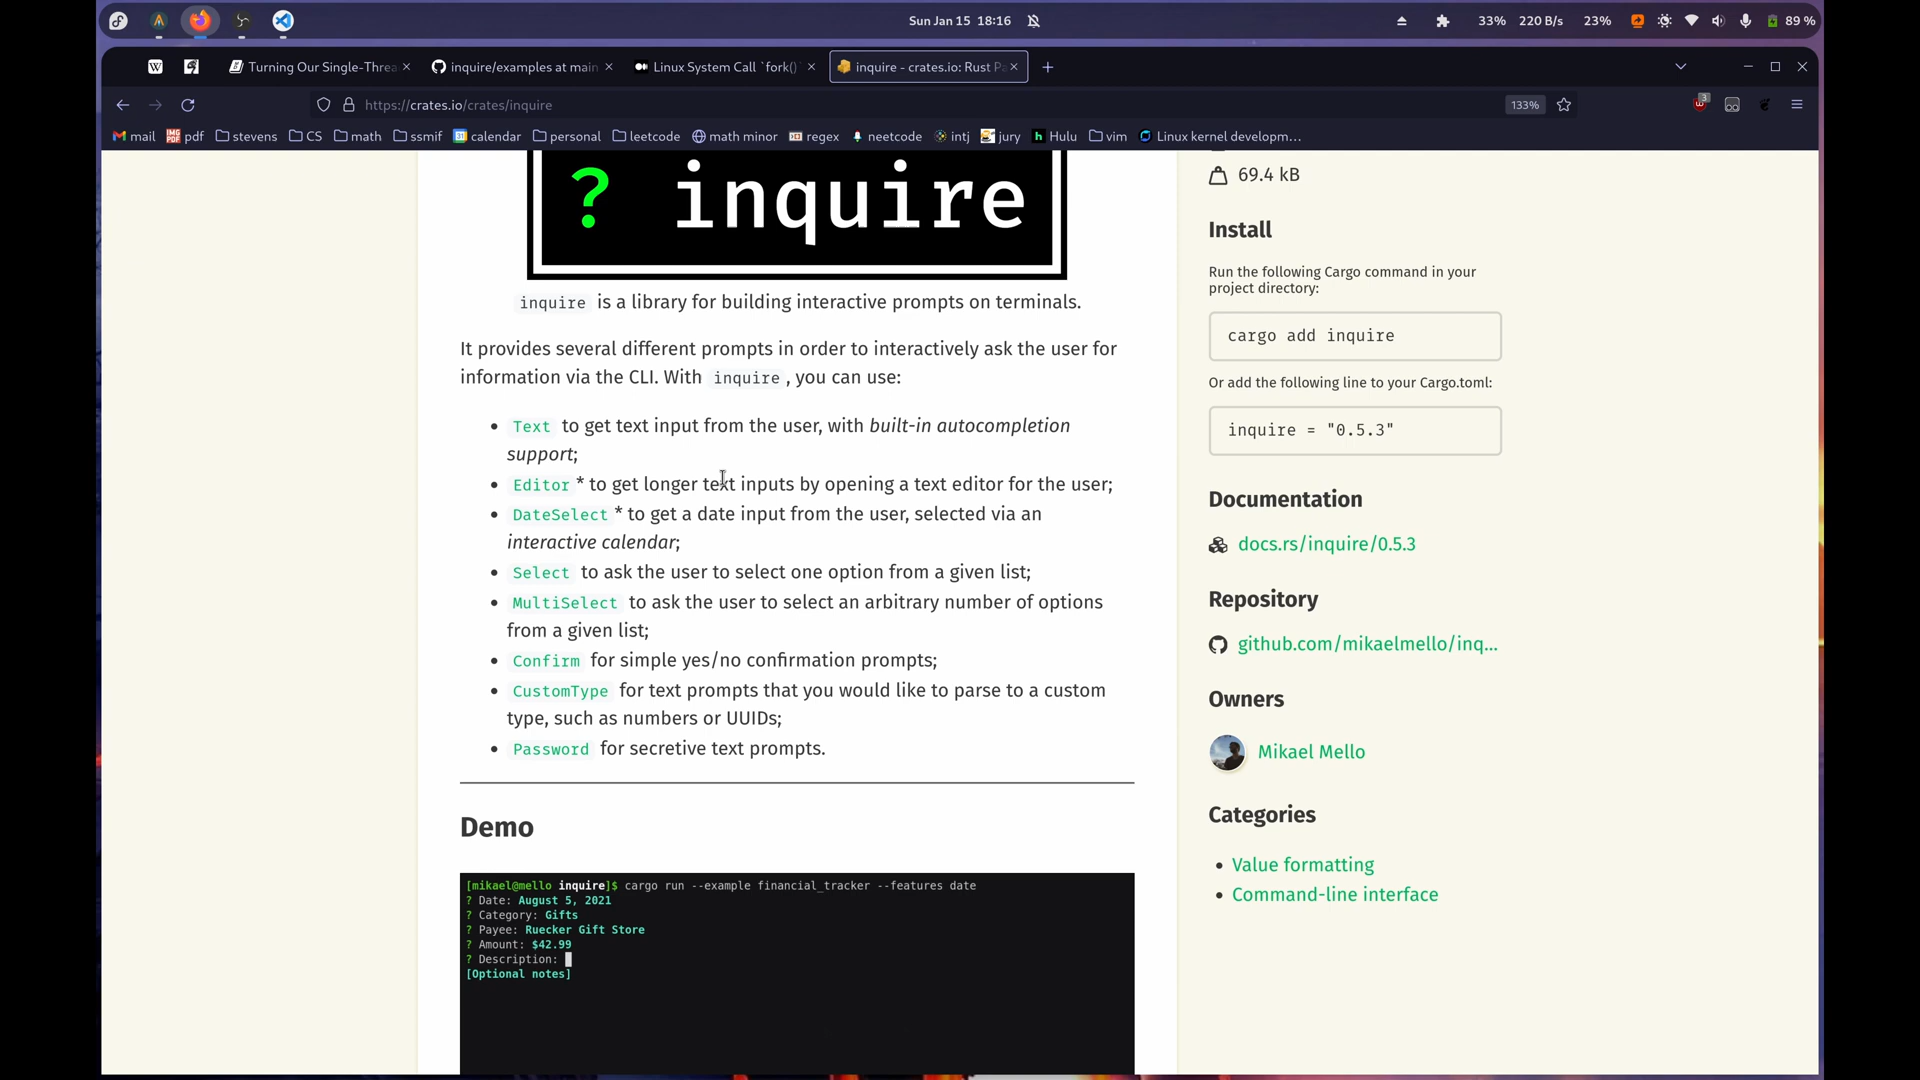 Sun Jan 15 18:16
33% 220 B/s 23% 89 %
Turning Our Single-Threa
inquire/examples at main
Linux System Call `fork()`
inquire - crates.io: Rust Pa
https://crates.io/crates/inquire
133%
3
mail pdf stevens CS math ssmif calendar personal leetcode math minor regex neetcode intj jury Hulu vim Linux kernel developm...
? inquire
inquire is a library for building interactive prompts on terminals.
It provides several different prompts in order to interactively ask the user for
information via the CLI. With inquire, you can use:
• Text to get text input from the user, with built-in autocompletion
support;
• Editor * to get longer text inputs by opening a text editor for the user;
• DateSelect * to get a date input from the user, selected via an
interactive calendar;
• Select to ask the user to select one option from a given list;
• MultiSelect to ask the user to select an arbitrary number of options
from a given list;
• Confirm for simple yes/no confirmation prompts;
• CustomType for text prompts that you would like to parse to a custom
type, such as numbers or UUIDs;
• Password for secretive text prompts.
Demo
[mikael@mello inquire]$ cargo run --example financial_tracker --features date
? Date: August 5, 2021
? Category: Gifts
? Payee: Ruecker Gift Store
? Amount: $42.99
? Description:
[Optional notes]
69.4 kB
Install
Run the following Cargo command in your
project directory:
cargo add inquire
Or add the following line to your Cargo.toml:
inquire = "0.5.3"
Documentation
docs.rs/inquire/0.5.3
Repository
github.com/mikaelmello/inq...
Owners
Mikael Mello
Categories
• Value formatting
• Command-line interface